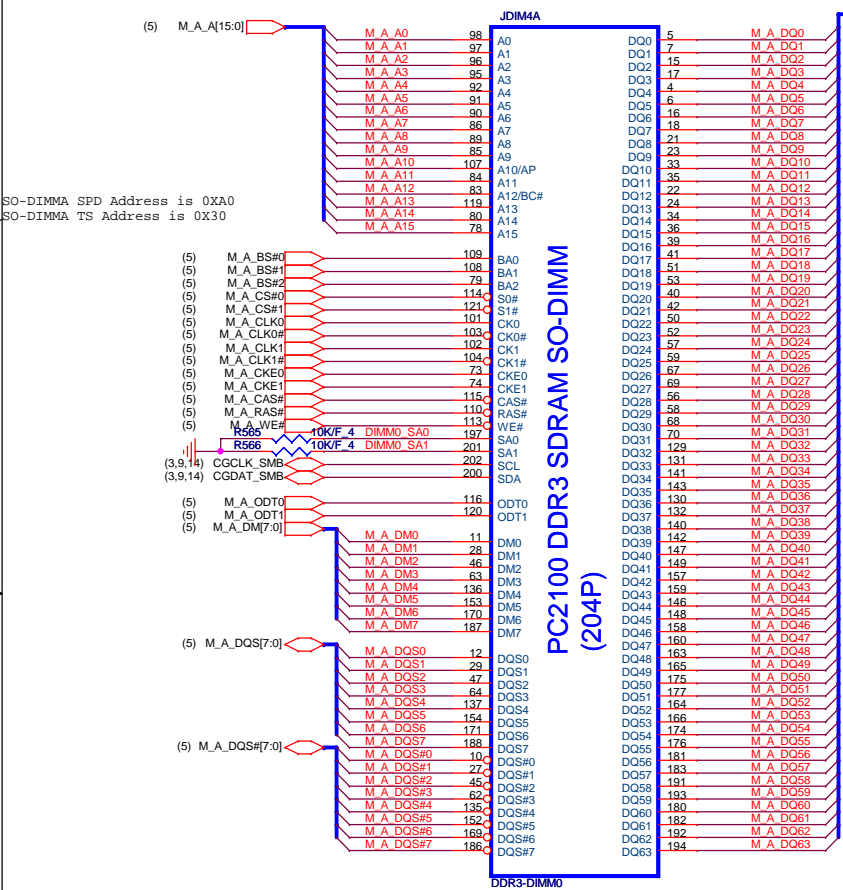 JDIM4A
(5) M_A_A[15:0]
M_A_A0 98 A0 DQ0 5 M_A_DQ0
M_A_A1 97 A1 DQ1 7 M_A_DQ1
M_A_A2 96 A2 DQ2 15 M_A_DQ2
M_A_A3 95 A3 DQ3 17 M_A_DQ3
M_A_A4 92 A4 DQ4 4 M_A_DQ4
M_A_A5 91 A5 DQ5 6 M_A_DQ5
M_A_A6 90 A6 DQ6 16 M_A_DQ6
M_A_A7 86 A7 DQ7 18 M_A_DQ7
M_A_A8 89 A8 DQ8 21 M_A_DQ8
M_A_A9 85 A9 DQ9 23 M_A_DQ9
M_A_A10 107 A10/AP DQ10 33 M_A_DQ10
M_A_A11 84 A11 DQ11 35 M_A_DQ11
M_A_A12 83 A12/BC# DQ12 22 M_A_DQ12
M_A_A13 119 A13 DQ13 24 M_A_DQ13
M_A_A14 80 A14 DQ14 34 M_A_DQ14
M_A_A15 78 A15 DQ15 36 M_A_DQ15
SO-DIMMA SPD Address is 0XA0
SO-DIMMA TS Address is 0X30
DQ16 39 M_A_DQ16
(5) M_A_BS#0 109 BA0 DQ17 41 M_A_DQ17
(5) M_A_BS#1 108 BA1 DQ18 51 M_A_DQ18
(5) M_A_BS#2 79 BA2 DQ19 53 M_A_DQ19
(5) M_A_CS#0 114 S0# DQ20 40 M_A_DQ20
(5) M_A_CS#1 121 S1# DQ21 42 M_A_DQ21
(5) M_A_CLK0 101 CK0 DQ22 50 M_A_DQ22
(5) M_A_CLK0# 103 CK0# DQ23 52 M_A_DQ23
(5) M_A_CLK1 102 CK1 DQ24 57 M_A_DQ24
(5) M_A_CLK1# 104 CK1# DQ25 59 M_A_DQ25
(5) M_A_CKE0 73 CKE0 DQ26 67 M_A_DQ26
(5) M_A_CKE1 74 CKE1 DQ27 69 M_A_DQ27
(5) M_A_CAS# 115 CAS# DQ28 56 M_A_DQ28
(5) M_A_RAS# 110 RAS# DQ29 58 M_A_DQ29
(5) M_A_WE# 113 WE# DQ30 68 M_A_DQ30
R565 10K/F_4 DIMM0_SA0 197 SA0 DQ31 70 M_A_DQ31
R566 10K/F_4 DIMM0_SA1 201 SA1 DQ32 129 M_A_DQ32
(3,9,14) CGCLK_SMB 202 SCL DQ33 131 M_A_DQ33
(3,9,14) CGDAT_SMB 200 SDA DQ34 141 M_A_DQ34
DQ35 143 M_A_DQ35
(5) M_A_ODT0 116 ODT0 DQ36 130 M_A_DQ36
(5) M_A_ODT1 120 ODT1 DQ37 132 M_A_DQ37
(5) M_A_DM[7:0] DQ38 140 M_A_DQ38
M_A_DM0 11 DM0 DQ39 142 M_A_DQ39
M_A_DM1 28 DM1 DQ40 147 M_A_DQ40
M_A_DM2 46 DM2 DQ41 149 M_A_DQ41
M_A_DM3 63 DM3 DQ42 157 M_A_DQ42
M_A_DM4 136 DM4 DQ43 159 M_A_DQ43
M_A_DM5 153 DM5 DQ44 146 M_A_DQ44
M_A_DM6 170 DM6 DQ45 148 M_A_DQ45
M_A_DM7 187 DM7 DQ46 158 M_A_DQ46
PC2100 DDR3 SDRAM SO-DIMM
(204P)
(5) M_A_DQS[7:0] DQ47 160 M_A_DQ47
M_A_DQS0 12 DQS0 DQ48 163 M_A_DQ48
M_A_DQS1 29 DQS1 DQ49 165 M_A_DQ49
M_A_DQS2 47 DQS2 DQ50 175 M_A_DQ50
M_A_DQS3 64 DQS3 DQ51 177 M_A_DQ51
M_A_DQS4 137 DQS4 DQ52 164 M_A_DQ52
M_A_DQS5 154 DQS5 DQ53 166 M_A_DQ53
M_A_DQS6 171 DQS6 DQ54 174 M_A_DQ54
M_A_DQS7 188 DQS7 DQ55 176 M_A_DQ55
(5) M_A_DQS#[7:0]
M_A_DQS#0 10 DQS#0 DQ56 181 M_A_DQ56
M_A_DQS#1 27 DQS#1 DQ57 183 M_A_DQ57
M_A_DQS#2 45 DQS#2 DQ58 191 M_A_DQ58
M_A_DQS#3 62 DQS#3 DQ59 193 M_A_DQ59
M_A_DQS#4 135 DQS#4 DQ60 180 M_A_DQ60
M_A_DQS#5 152 DQS#5 DQ61 182 M_A_DQ61
M_A_DQS#6 169 DQS#6 DQ62 192 M_A_DQ62
M_A_DQS#7 186 DQS#7 DQ63 194 M_A_DQ63
DDR3-DIMM0